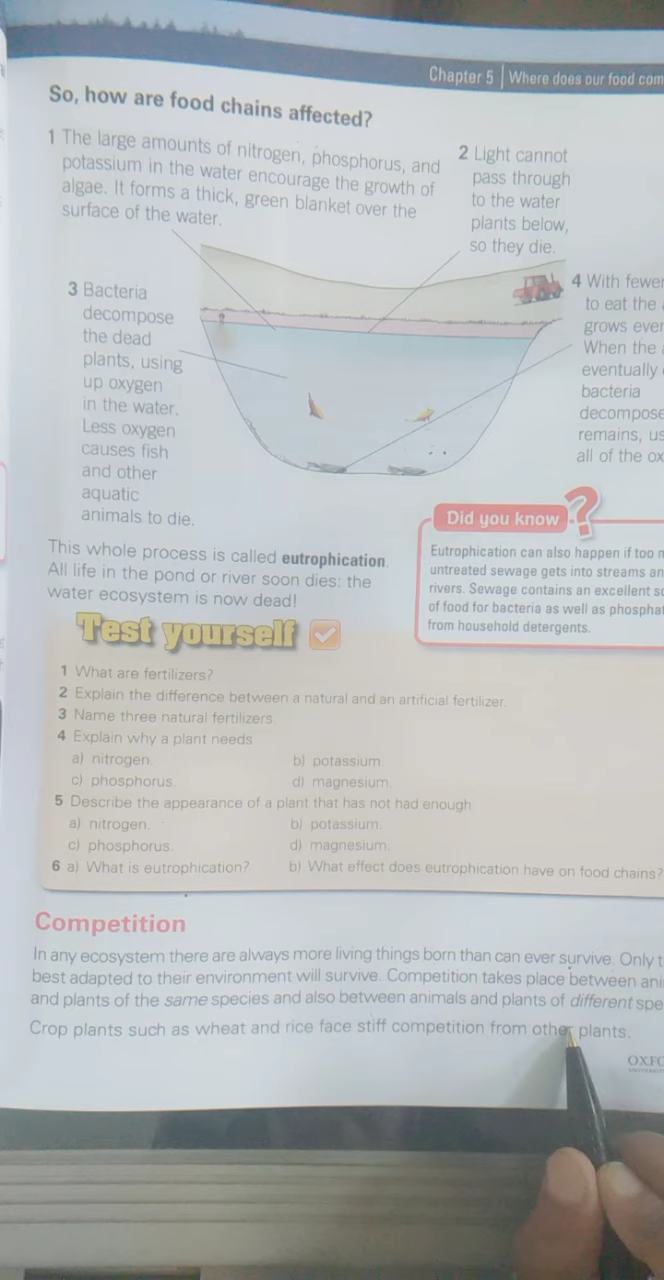 Chapter 5 | Where does our food com
So, how are food chains affected?
1 The large amounts of nitrogen, phosphorus, and
potassium in the water encourage the growth of
algae. It forms a thick, green blanket over the
surface of the water.
2 Light cannot
pass through
to the water
plants below,
so they die.
3 Bacteria
decompose
the dead
plants, using
up oxygen
in the water.
Less oxygen
causes fish
and other
aquatic
animals to die.
4 With fewer
to eat the
grows ever
When the
eventually
bacteria
decompose
remains, us
all of the ox
This whole process is called eutrophication.
All life in the pond or river soon dies: the
water ecosystem is now dead!
Did you know ?
Eutrophication can also happen if too m
untreated sewage gets into streams an
rivers. Sewage contains an excellent so
of food for bacteria as well as phosphat
from household detergents.
Test yourself
1 What are fertilizers?
2 Explain the difference between a natural and an artificial fertilizer.
3 Name three natural fertilizers.
4 Explain why a plant needs
a) nitrogen. b) potassium.
c) phosphorus. d) magnesium.
5 Describe the appearance of a plant that has not had enough
a) nitrogen. b) potassium.
c) phosphorus. d) magnesium.
6 a) What is eutrophication? b) What effect does eutrophication have on food chains?
Competition
In any ecosystem there are always more living things born than can ever survive. Only t
best adapted to their environment will survive. Competition takes place between ani
and plants of the same species and also between animals and plants of different spe
Crop plants such as wheat and rice face stiff competition from other plants.
OXFO
UNIVERSITY